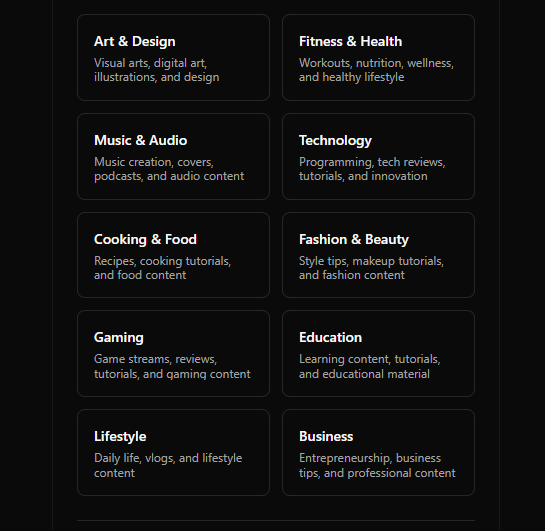 Art & Design
Visual arts, digital art,
illustrations, and design
Fitness & Health
Workouts, nutrition, wellness,
and healthy lifestyle
Music & Audio
Music creation, covers,
podcasts, and audio content
Technology
Programming, tech reviews,
tutorials, and innovation
Cooking & Food
Recipes, cooking tutorials,
and food content
Fashion & Beauty
Style tips, makeup tutorials,
and fashion content
Gaming
Game streams, reviews,
tutorials, and gaming content
Education
Learning content, tutorials,
and educational material
Lifestyle
Daily life, vlogs, and lifestyle
content
Business
Entrepreneurship, business
tips, and professional content